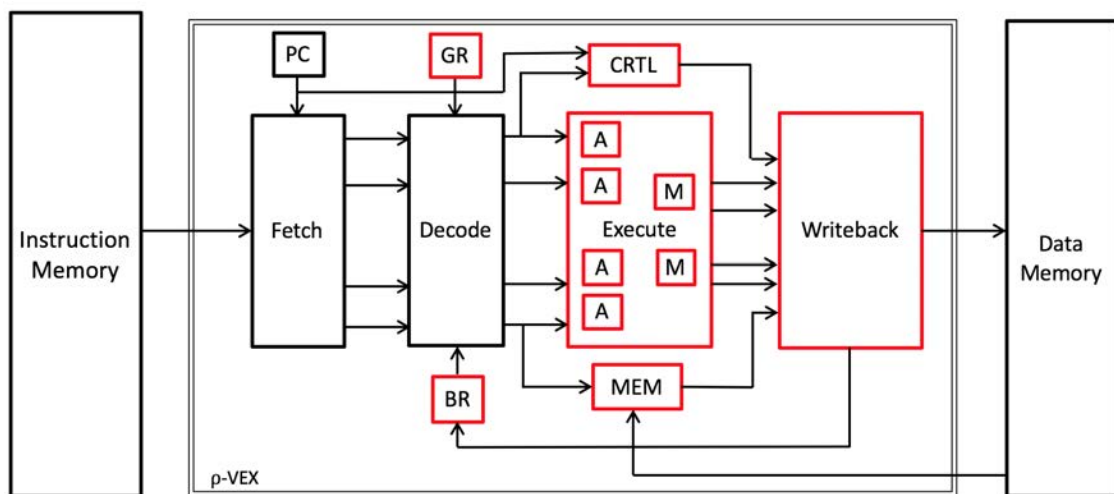 PC
GR
CRTL
A
A
M
Instruction
Memory
Fetch
Decode
Execute
Writeback
Data
Memory
A
M
A
BR
MEM
ρ-VEX